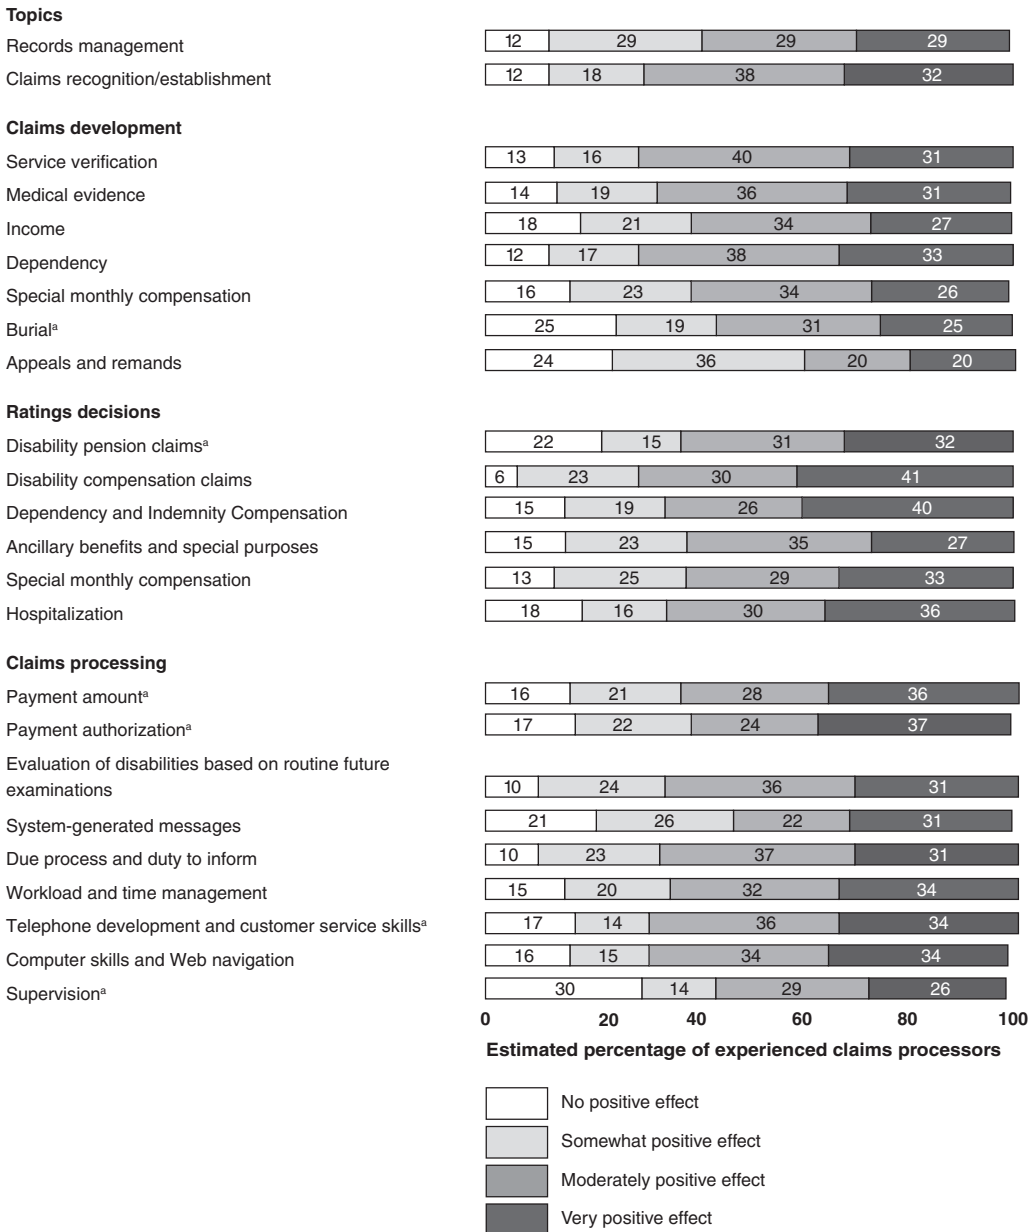 Topics
Records management 12 29 29 29
Claims recognition/establishment 12 18 38 32
Claims development
Service verification 13 16 40 31
Medical evidence 14 19 36 31
Income 18 21 34 27
Dependency 12 17 38 33
Special monthly compensation 16 23 34 26
Burialᵃ 25 19 31 25
Appeals and remands 24 36 20 20
Ratings decisions
Disability pension claimsᵃ 22 15 31 32
Disability compensation claims 6 23 30 41
Dependency and Indemnity Compensation 15 19 26 40
Ancillary benefits and special purposes 15 23 35 27
Special monthly compensation 13 25 29 33
Hospitalization 18 16 30 36
Claims processing
Payment amountᵃ 16 21 28 36
Payment authorizationᵃ 17 22 24 37
Evaluation of disabilities based on routine future
examinations 10 24 36 31
System-generated messages 21 26 22 31
Due process and duty to inform 10 23 37 31
Workload and time management 15 20 32 34
Telephone development and customer service skillsᵃ 17 14 36 34
Computer skills and Web navigation 16 15 34 34
Supervisionᵃ 30 14 29 26
0 20 40 60 80 100
Estimated percentage of experienced claims processors
No positive effect
Somewhat positive effect
Moderately positive effect
Very positive effect